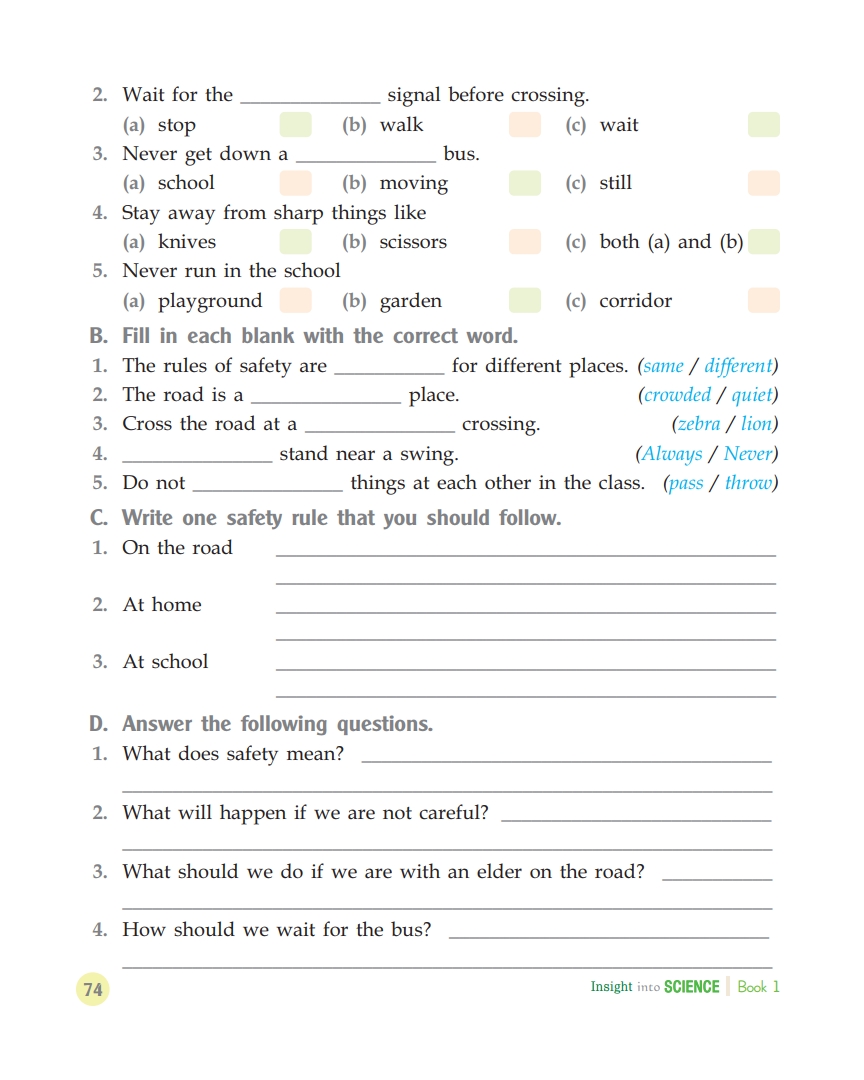 2. Wait for the ______________ signal before crossing.
(a) stop (b) walk (c) wait
3. Never get down a ______________ bus.
(a) school (b) moving (c) still
4. Stay away from sharp things like
(a) knives (b) scissors (c) both (a) and (b)
5. Never run in the school
(a) playground (b) garden (c) corridor
B. Fill in each blank with the correct word.
1. The rules of safety are ___________ for different places. (same / different)
2. The road is a _______________ place. (crowded / quiet)
3. Cross the road at a _______________ crossing. (zebra / lion)
4. _______________ stand near a swing. (Always / Never)
5. Do not _______________ things at each other in the class. (pass / throw)
C. Write one safety rule that you should follow.
1. On the road
2. At home
3. At school
D. Answer the following questions.
1. What does safety mean?
2. What will happen if we are not careful?
3. What should we do if we are with an elder on the road?
4. How should we wait for the bus?
74 Insight into SCIENCE Book 1